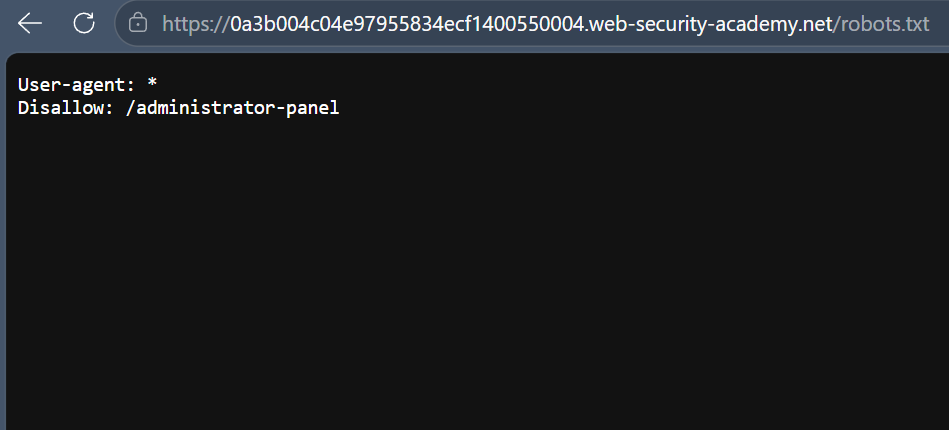 https://0a3b004c04e97955834ecf1400550004.web-security-academy.net/robots.txt
User-agent: *
Disallow: /administrator-panel